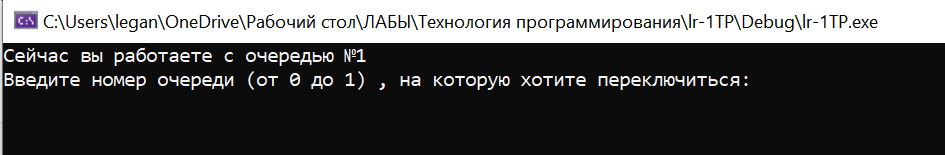 C:\Users\legan\OneDrive\Рабочий стол\ЛАБЫ\Технология программирования\lr-1TP\Debug\lr-1TP.exe
Сейчас вы работаете с очередью №1
Введите номер очереди (от 0 до 1) , на которую хотите переключиться: